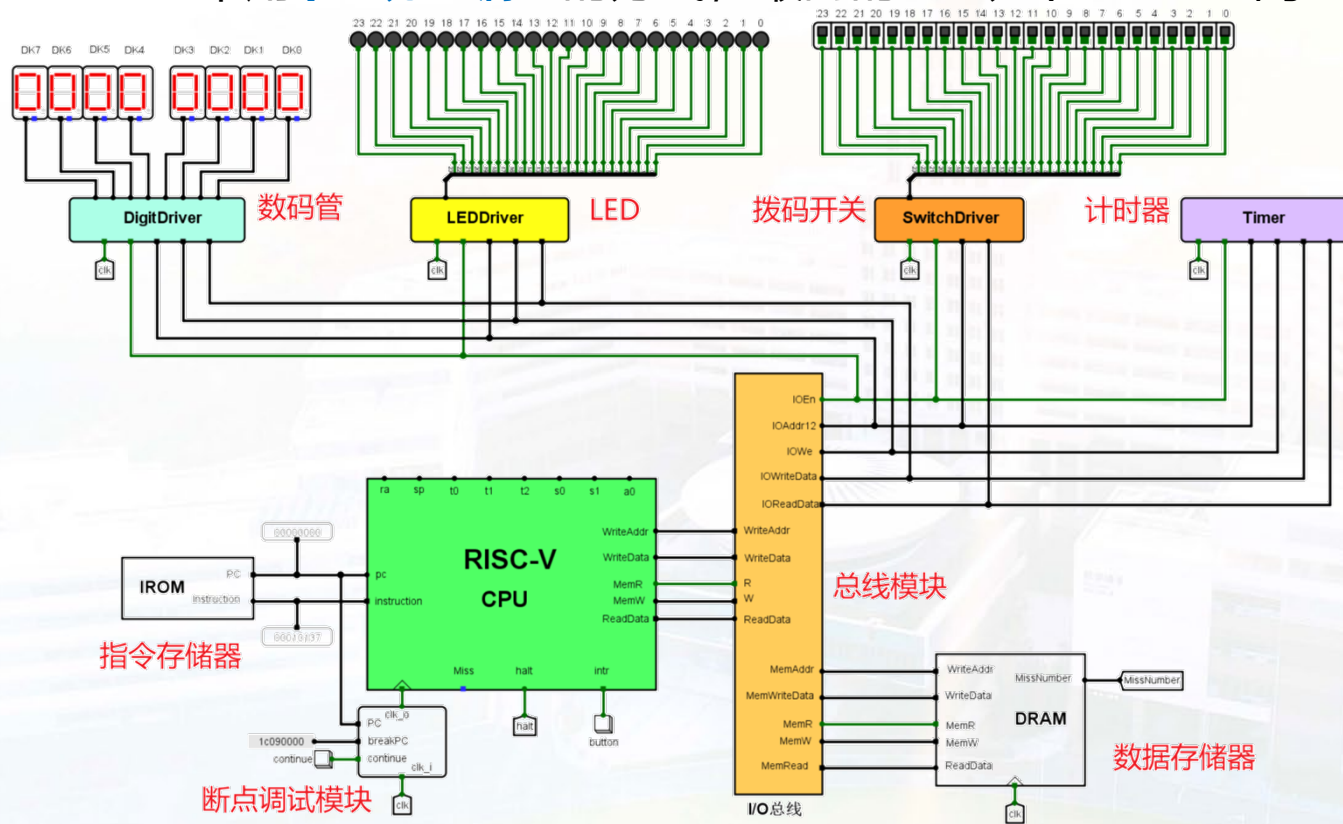 23 22 21 20 19 18 17 16 15 14 13 12 11 10 9 8 7 6 5 4 3 2 1 0
23 22 21 20 19 18 17 16 15 14 13 12 11 10 9 8 7 6 5 4 3 2 1 0
DK7 DK6 DK5 DK4 DK3 DK2 DK1 DK0
DigitDriver
数码管
LEDDriver
LED
拨码开关
SwitchDriver
计时器
Timer
clk
clk
clk
clk
IOEn
IOAddr12
IOWe
IOWriteData
IOReadData
ra sp t0 t1 t2 s0 s1 a0
WriteAddr
WriteData
MemR
MemW
ReadData
RISC-V
CPU
pc
instruction
Miss
halt
intr
WriteAddr
WriteData
R
W
ReadData
总线模块
00000000
IROM
PC
instruction
指令存储器
MemAddr
MemWriteData
MemR
MemW
MemRead
I/O总线
WriteAddr
WriteData
MemR
MemW
ReadData
MissNumber
DRAM
MissNumber
数据存储器
clk
clk_o
PC
breakPC
continue
clk_i
1c090000
continue
halt
button
断点调试模块
clk